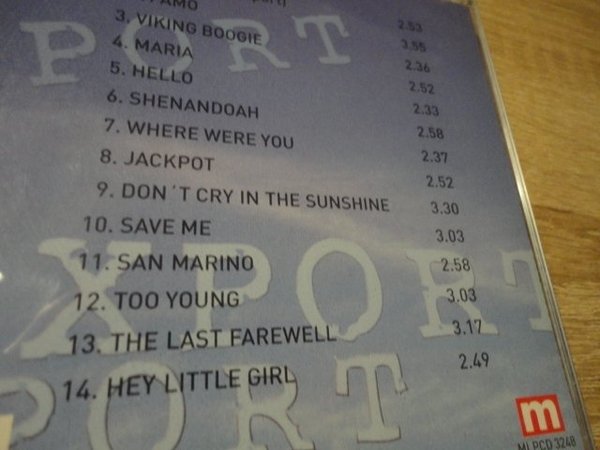 PORT
2.53
AMO 3.55
3. VIKING BOOGIE 2.36
4. MARIA 2.52
5. HELLO 2.33
6. SHENANDOAH 2.58
7. WHERE WERE YOU 2.37
8. JACKPOT 2.52
9. DON´T CRY IN THE SUNSHINE 3.30
10. SAVE ME 3.03
11. SAN MARINO 2.58
12. TOO YOUNG 3.03
13. THE LAST FAREWELL 3.17
14. HEY LITTLE GIRL 2.49
XPORT
PORT
m
MLPCD 3248